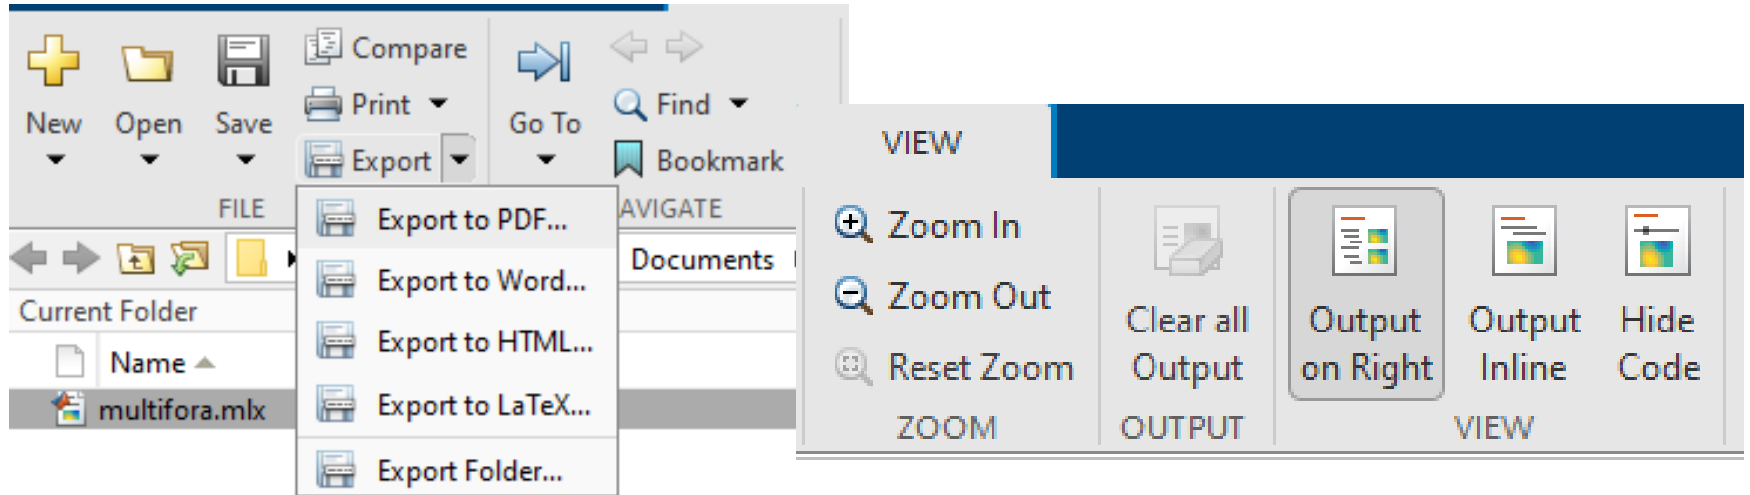 Compare
Print
New
Open
Save
Export
Go To
Find
Bookmark
FILE
AVIGATE
Export to PDF...
Export to Word...
Export to HTML...
Export to LaTeX...
Export Folder...
Documents
Current Folder
Name
multifora.mlx
VIEW
Zoom In
Zoom Out
Reset Zoom
ZOOM
Clear all
Output
OUTPUT
Output
on Right
Output
Inline
Hide
Code
VIEW